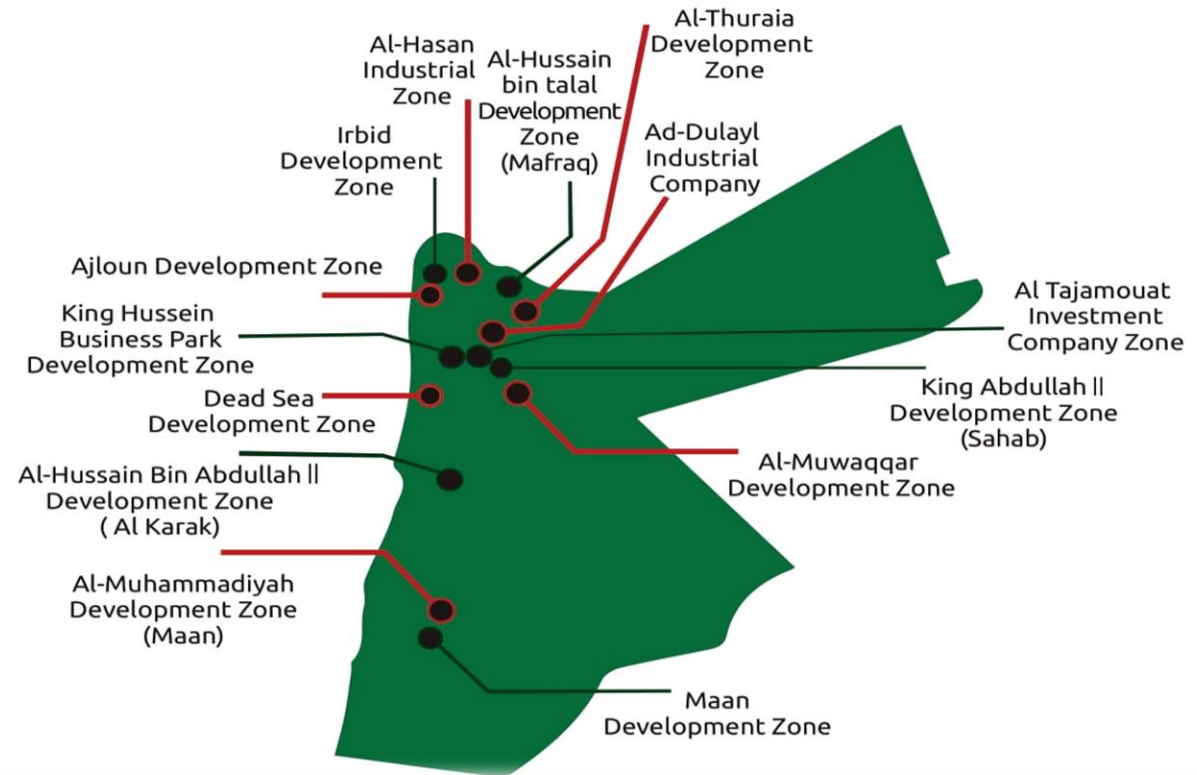 Al-Thuraia
Development
Zone
Al-Hasan
Industrial
Zone
Al-Hussain
bin talal
Development
Zone
(Mafraq)
Irbid
Development
Zone
Ad-Dulayl
Industrial
Company
Ajloun Development Zone
King Hussein
Business Park
Development Zone
Al Tajamouat
Investment
Company Zone
Dead Sea
Development Zone
King Abdullah ll
Development Zone
(Sahab)
Al-Muwaqqar
Development Zone
Al-Hussain Bin Abdullah ll
Development Zone
( Al Karak)
Al-Muhammadiyah
Development Zone
(Maan)
Maan
Development Zone